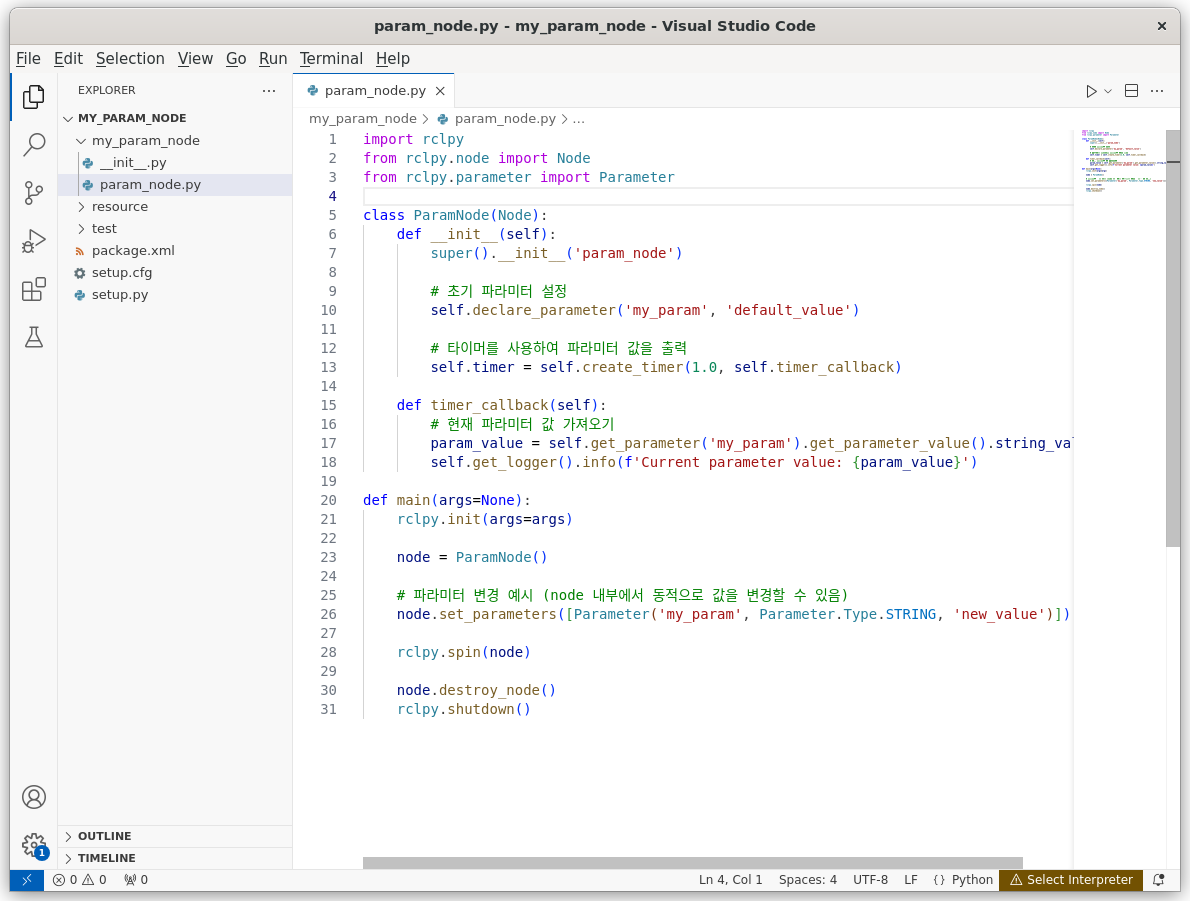 param_node.py - my_param_node - Visual Studio Code
File Edit Selection View Go Run Terminal Help
EXPLORER
MY_PARAM_NODE
my_param_node
__init__.py
param_node.py
resource
test
package.xml
setup.cfg
setup.py
OUTLINE
TIMELINE
1
param_node.py
my_param_node > param_node.py > ...
1 import rclpy
2 from rclpy.node import Node
3 from rclpy.parameter import Parameter
4
5 class ParamNode(Node):
6     def __init__(self):
7         super().__init__('param_node')
8
9         # 초기 파라미터 설정
10         self.declare_parameter('my_param', 'default_value')
11
12         # 타이머를 사용하여 파라미터 값을 출력
13         self.timer = self.create_timer(1.0, self.timer_callback)
14
15     def timer_callback(self):
16         # 현재 파라미터 값 가져오기
17         param_value = self.get_parameter('my_param').get_parameter_value().string_va
18         self.get_logger().info(f'Current parameter value: {param_value}')
19
20 def main(args=None):
21     rclpy.init(args=args)
22
23     node = ParamNode()
24
25     # 파라미터 변경 예시 (node 내부에서 동적으로 값을 변경할 수 있음)
26     node.set_parameters([Parameter('my_param', Parameter.Type.STRING, 'new_value')])
27
28     rclpy.spin(node)
29
30     node.destroy_node()
31     rclpy.shutdown()
0 0 0 Ln 4, Col 1 Spaces: 4 UTF-8 LF {} Python Select Interpreter